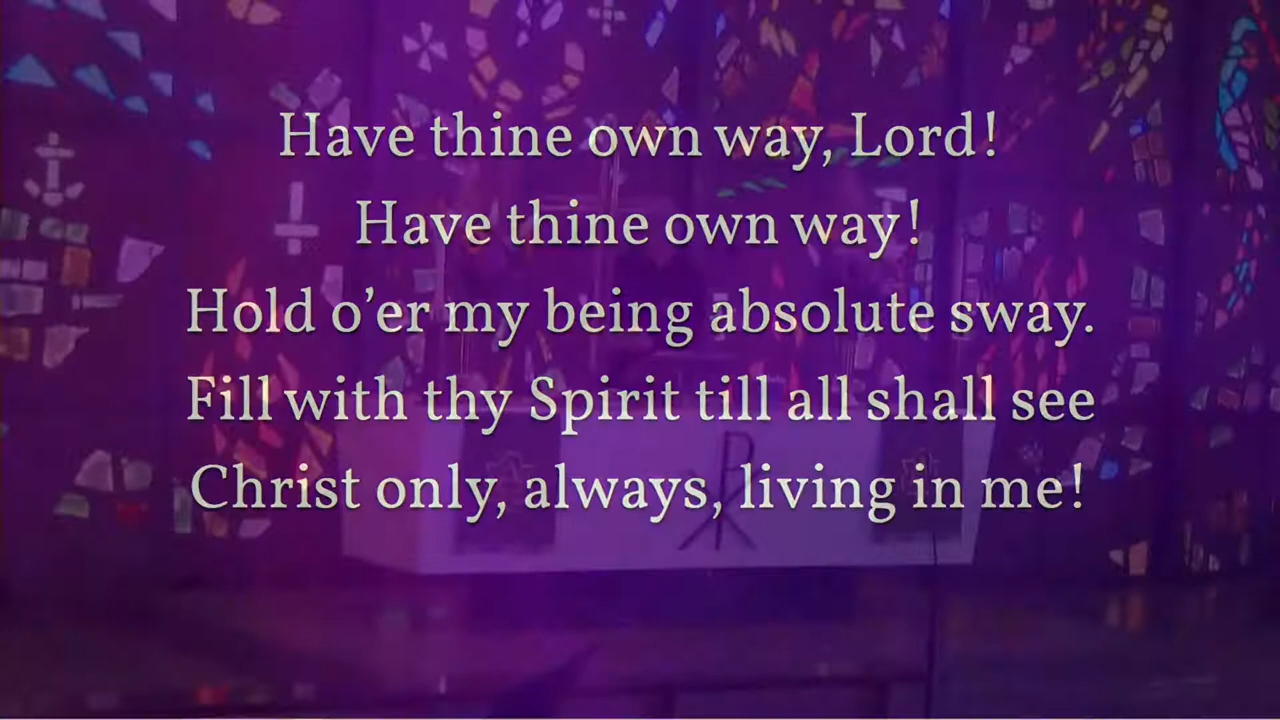 Have thine own way, Lord!
Have thine own way!
Hold o’er my being absolute sway.
Fill with thy Spirit till all shall see
Christ only, always, living in me!